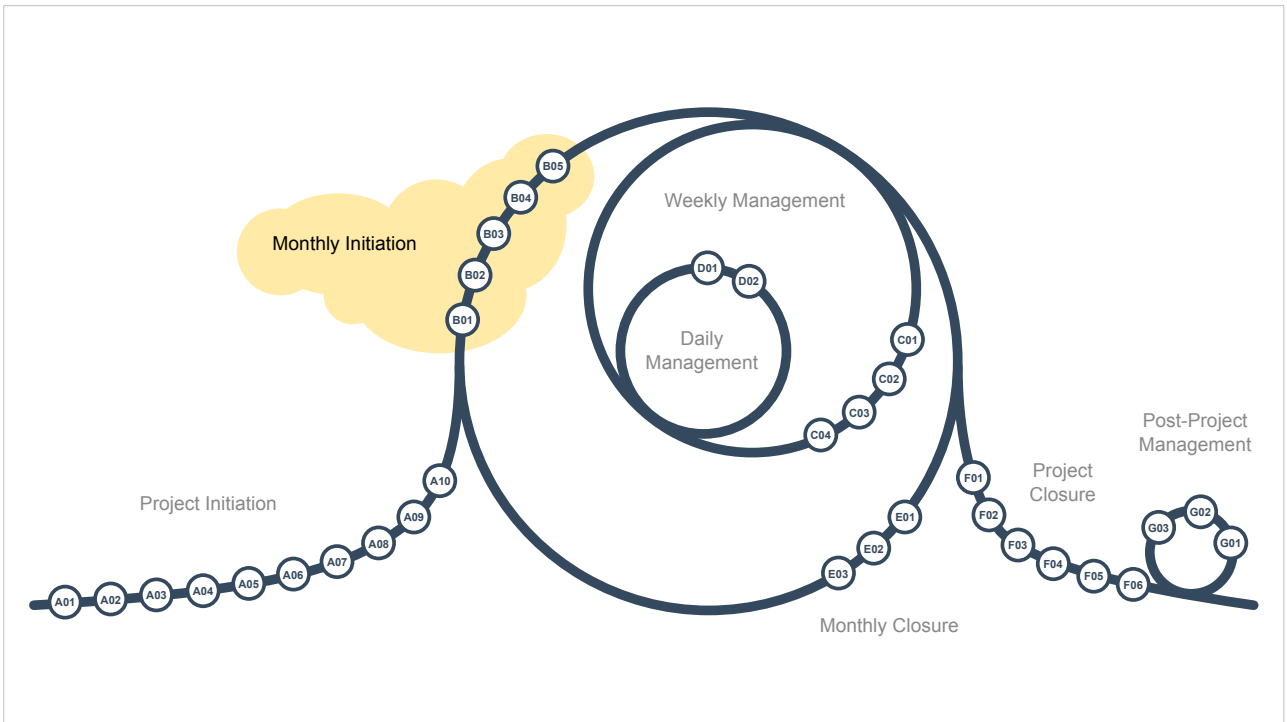 B05
B04
B03
B02
B01
Monthly Initiation
Weekly Management
D01
D02
Daily
Management
C01
C02
C03
C04
Project Initiation
A01
A02
A03
A04
A05
A06
A07
A08
A09
A10
E01
E02
E03
Monthly Closure
F01
F02
F03
F04
F05
F06
Project
Closure
Post-Project
Management
G03
G02
G01